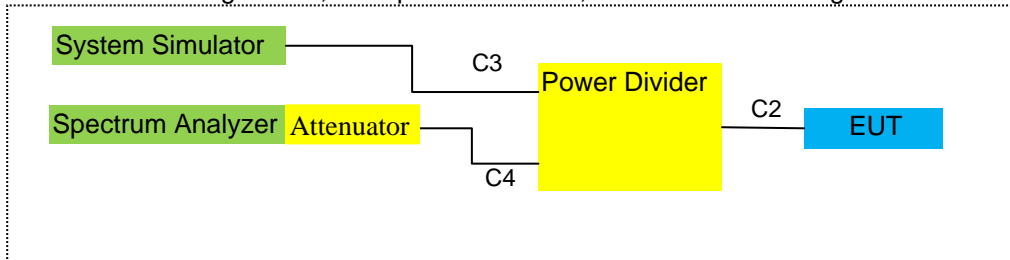 System Simulator
C3
Power Divider
C2
EUT
Spectrum Analyzer
Attenuator
C4